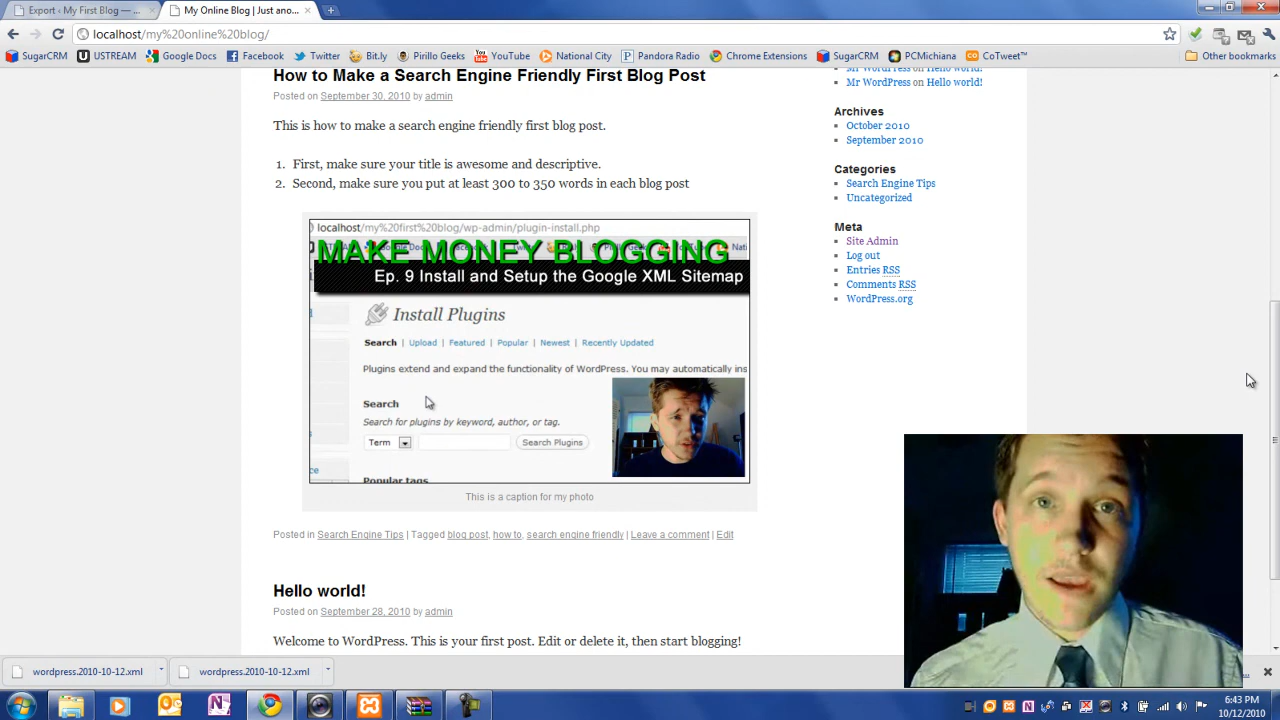 Export ‹ My First Blog —...
My Online Blog | Just ano...
localhost/my%20online%20blog/
SugarCRM
USTREAM
Google Docs
Facebook
Twitter
Bit.ly
Pirillo Geeks
YouTube
National City
Pandora Radio
Chrome Extensions
SugarCRM
PCMichiana
CoTweet™
Other bookmarks
How to Make a Search Engine Friendly First Blog Post
Posted on September 30, 2010 by admin
This is how to make a search engine friendly first blog post.
1. First, make sure your title is awesome and descriptive.
2. Second, make sure you put at least 300 to 350 words in each blog post
localhost/my%20first%20blog/wp-admin/plugin-install.php
MAKE MONEY BLOGGING
Ep. 9 Install and Setup the Google XML Sitemap
Install Plugins
Search | Upload | Featured | Popular | Newest | Recently Updated
Plugins extend and expand the functionality of WordPress. You may automatically ins
Search
Search for plugins by keyword, author, or tag.
Term
Search Plugins
Popular tags
This is a caption for my photo
Posted in Search Engine Tips | Tagged blog post, how to, search engine friendly | Leave a comment | Edit
Hello world!
Posted on September 28, 2010 by admin
Welcome to WordPress. This is your first post. Edit or delete it, then start blogging!
Mr WordPress on Hello world!
Mr WordPress on Hello world!
Archives
October 2010
September 2010
Categories
Search Engine Tips
Uncategorized
Meta
Site Admin
Log out
Entries RSS
Comments RSS
WordPress.org
wordpress.2010-10-12.xml
wordpress.2010-10-12.xml
6:43 PM
10/12/2010